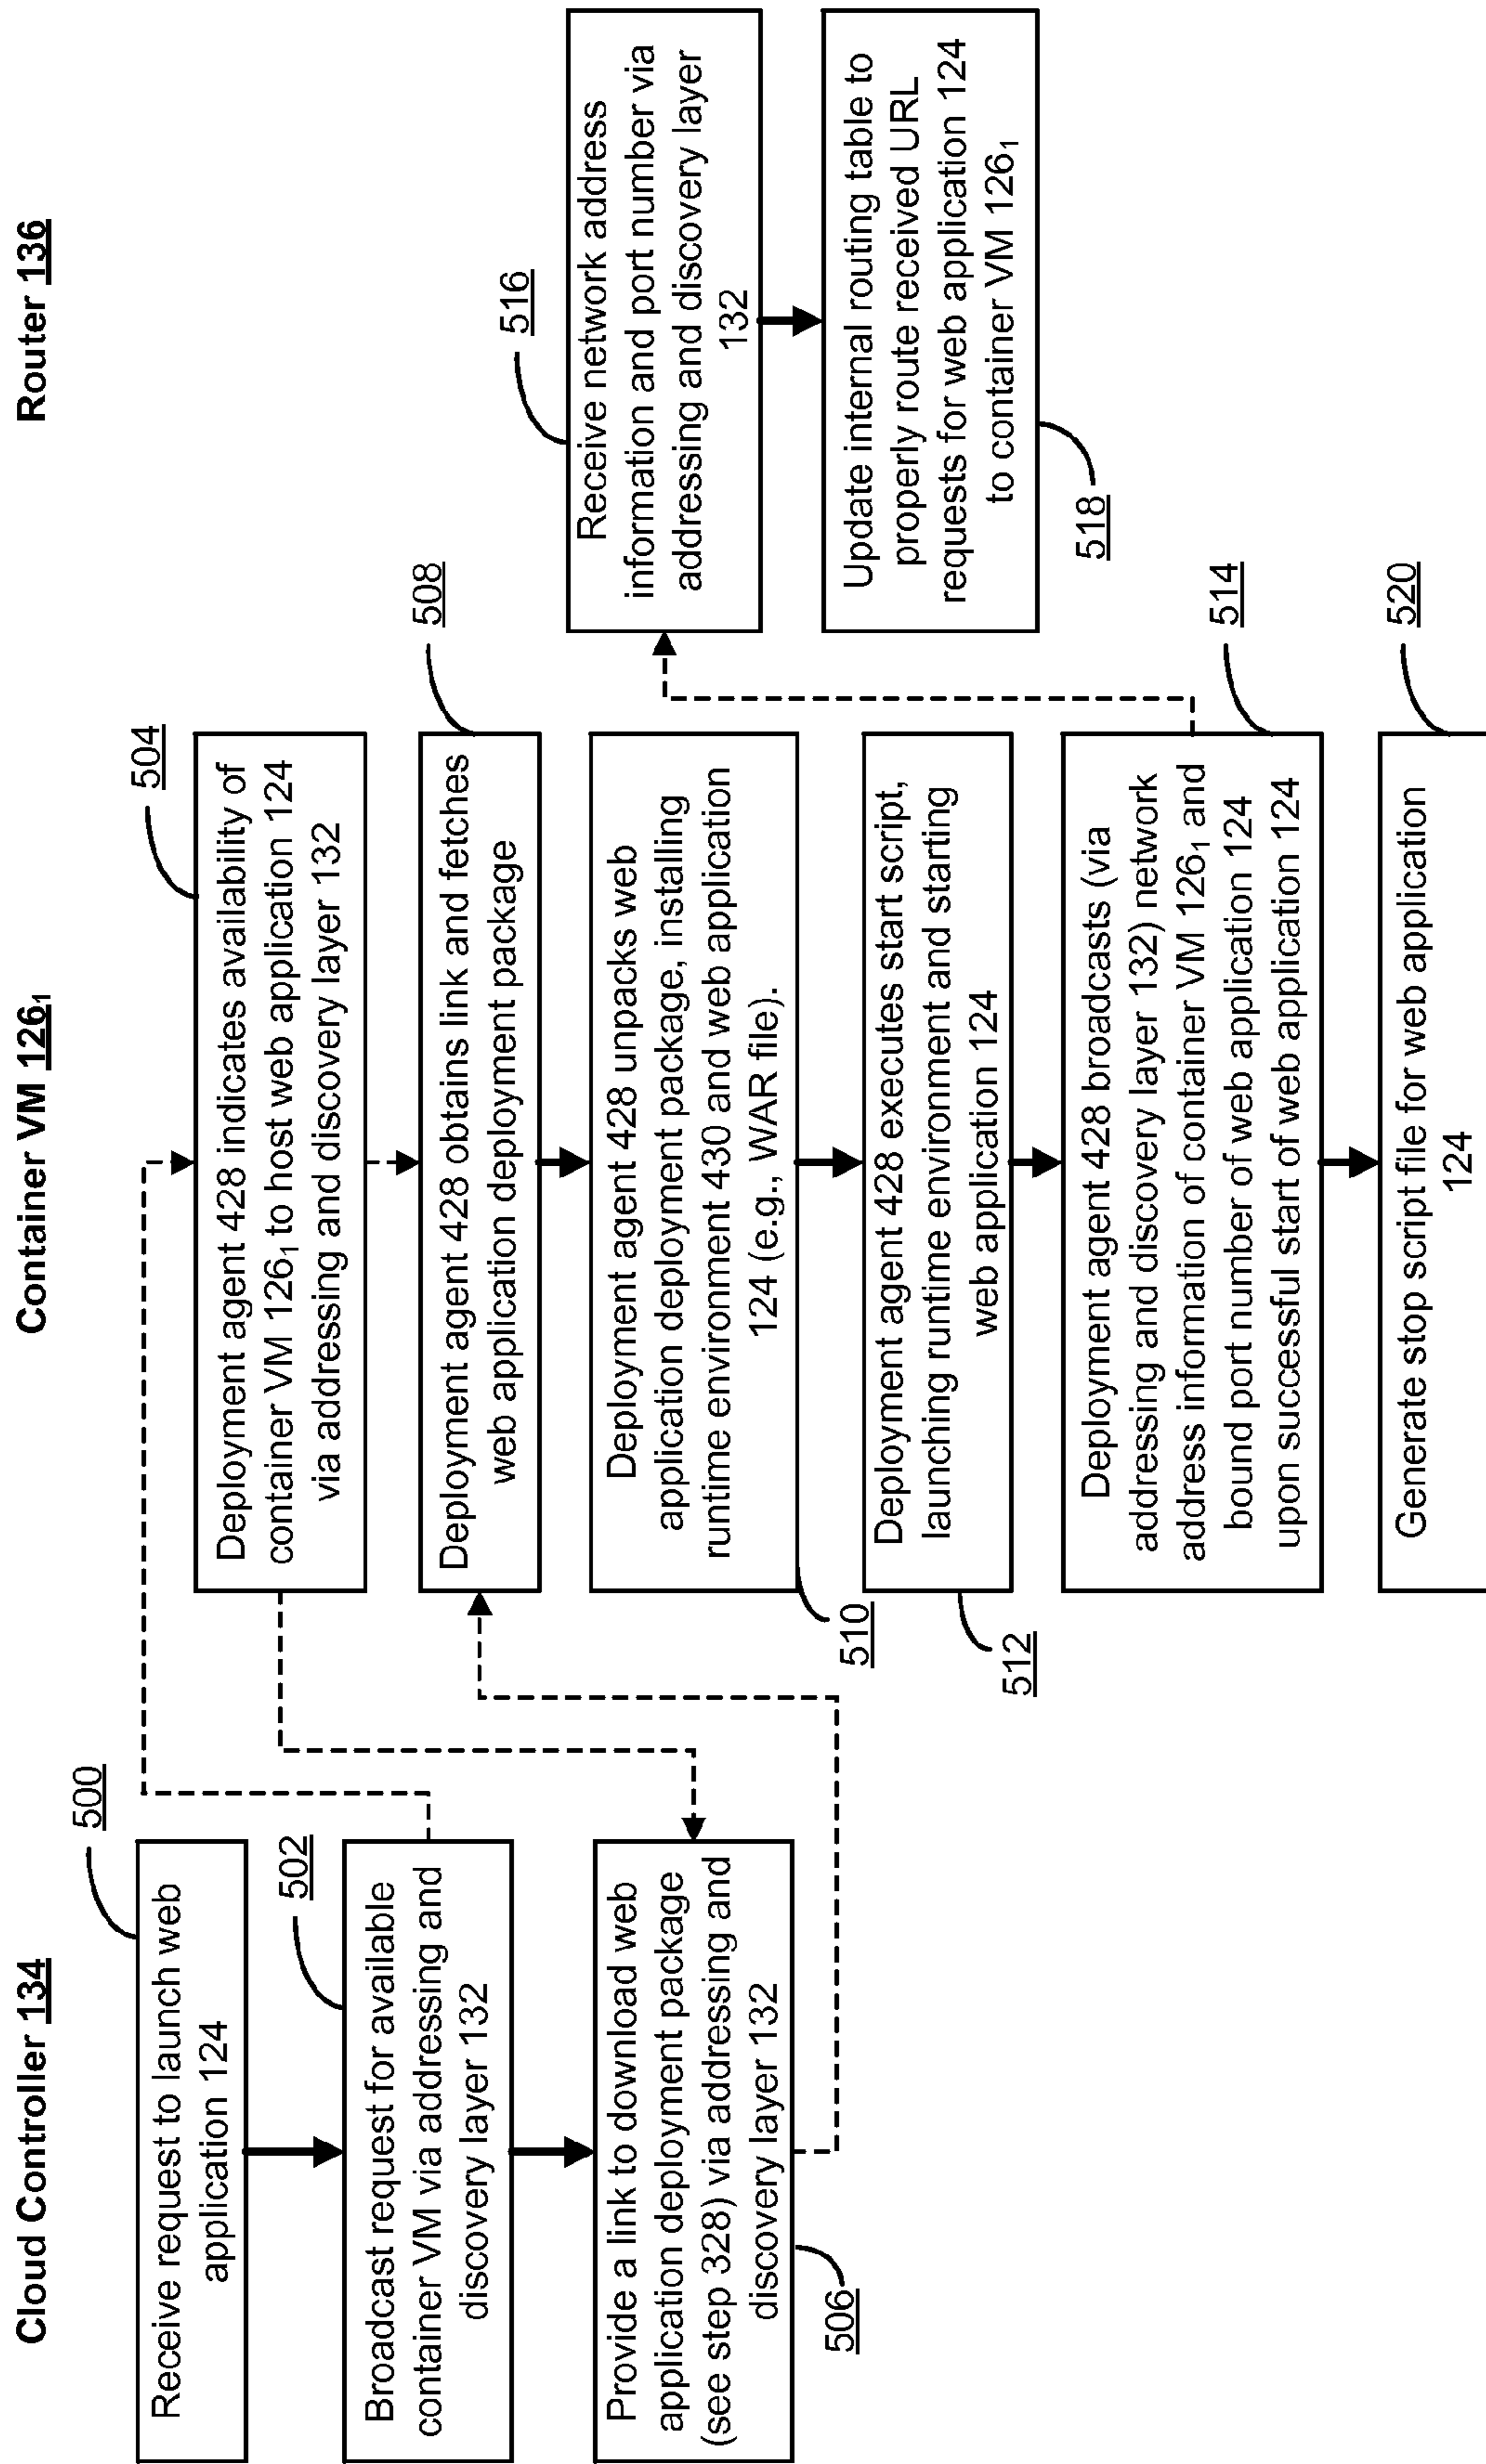 Cloud Controller 134
500
Receive request to launch web
application 124
502
Broadcast request for available
container VM via addressing and
discovery layer 132
Provide a link to download web
application deployment package
(see step 328) via addressing and
discovery layer 132
506
Container VM 126₁
504
Deployment agent 428 indicates availability of
container VM 126₁ to host web application 124
via addressing and discovery layer 132
508
Deployment agent 428 obtains link and fetches
web application deployment package
Deployment agent 428 unpacks web
application deployment package, installing
runtime environment 430 and web application
124 (e.g., WAR file).
510
Deployment agent 428 executes start script,
launching runtime environment and starting
web application 124
512
514
Deployment agent 428 broadcasts (via
addressing and discovery layer 132) network
address information of container VM 126₁ and
bound port number of web application 124
upon successful start of web application 124
520
Generate stop script file for web application
124
Router 136
516
Receive network address
information and port number via
addressing and discovery layer
132
Update internal routing table to
properly route received URL
requests for web application 124
to container VM 126₁
518